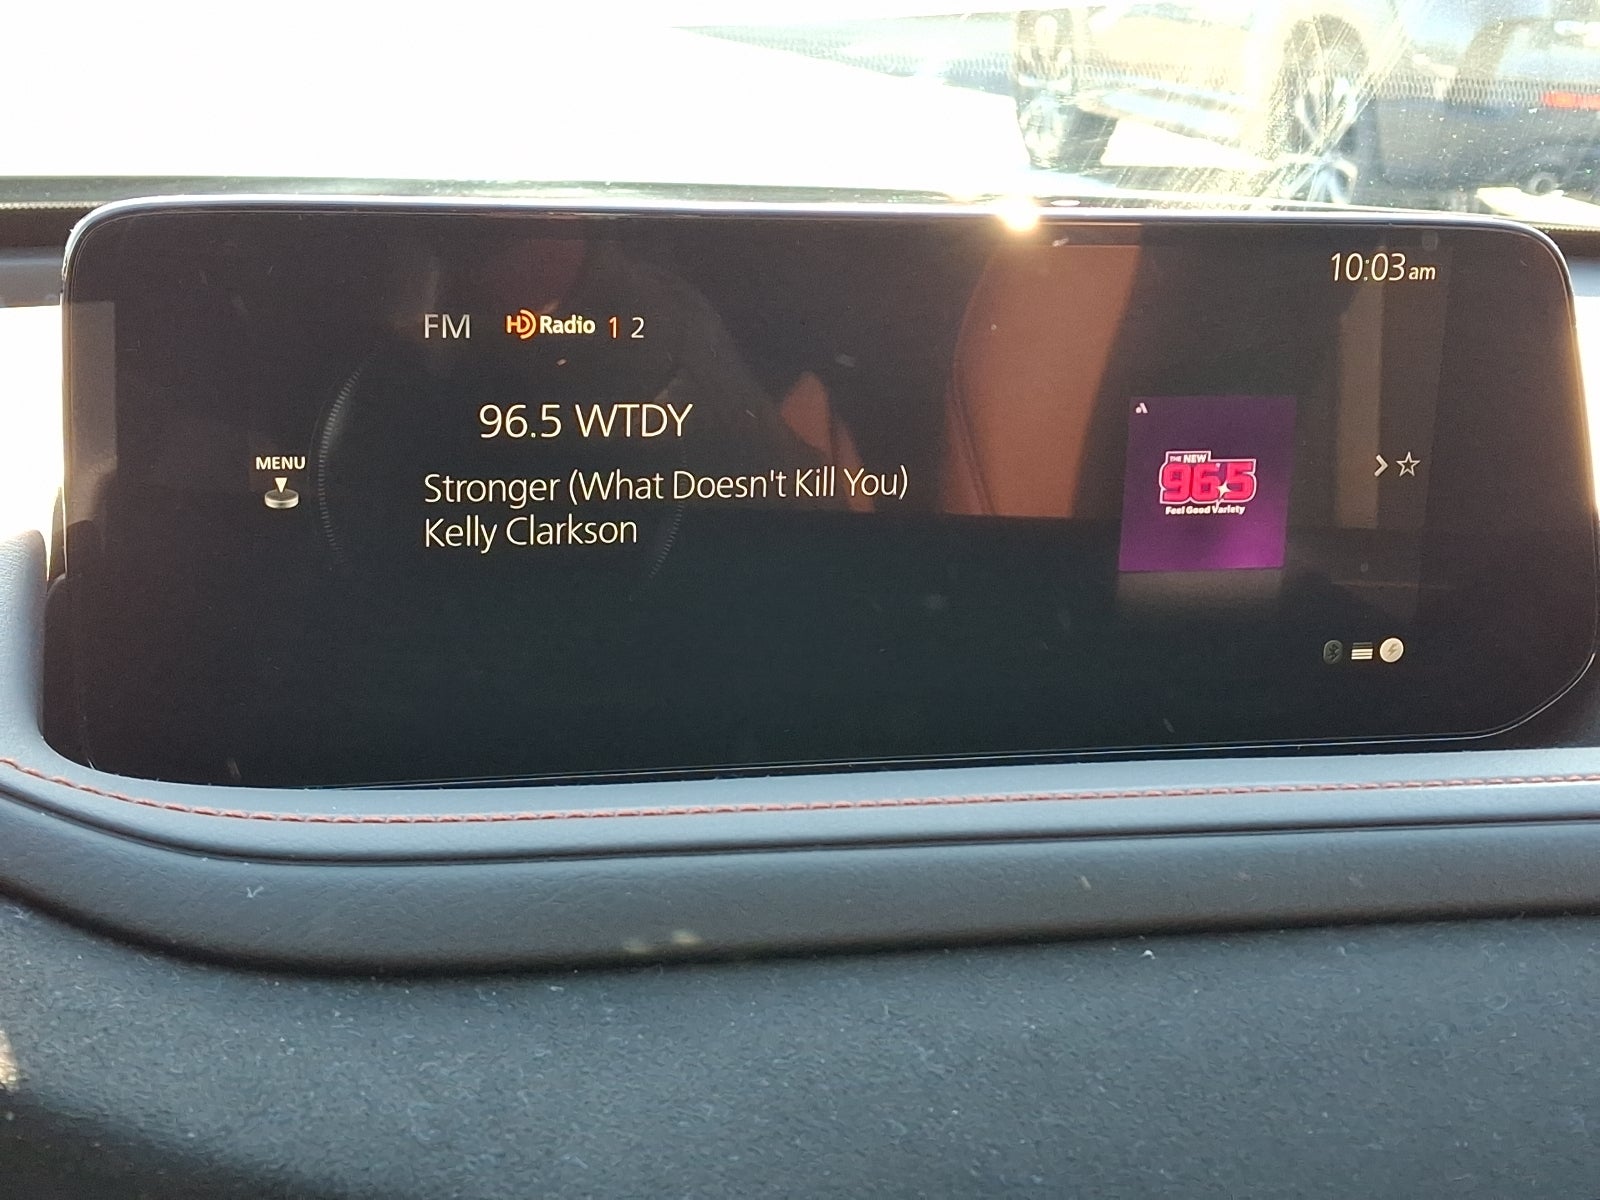 10:03am
FM HD Radio 1 2
96.5 WTDY
MENU
Stronger (What Doesn't Kill You)
Kelly Clarkson
THE NEW
96.5
Feel Good Variety